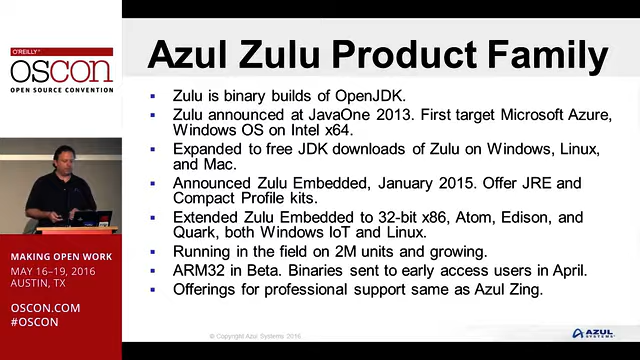 O'REILLY
OSCON
OPEN SOURCE CONVENTION
MAKING OPEN WORK
MAY 16–19, 2016
AUSTIN, TX
OSCON.COM
#OSCON
Azul Zulu Product Family
Zulu is binary builds of OpenJDK.
Zulu announced at JavaOne 2013. First target Microsoft Azure,
Windows OS on Intel x64.
Expanded to free JDK downloads of Zulu on Windows, Linux,
and Mac.
Announced Zulu Embedded, January 2015. Offer JRE and
Compact Profile kits.
Extended Zulu Embedded to 32-bit x86, Atom, Edison, and
Quark, both Windows IoT and Linux.
Running in the field on 2M units and growing.
ARM32 in Beta. Binaries sent to early access users in April.
Offerings for professional support same as Azul Zing.
© Copyright Azul Systems 2016
AZUL
SYSTEMS